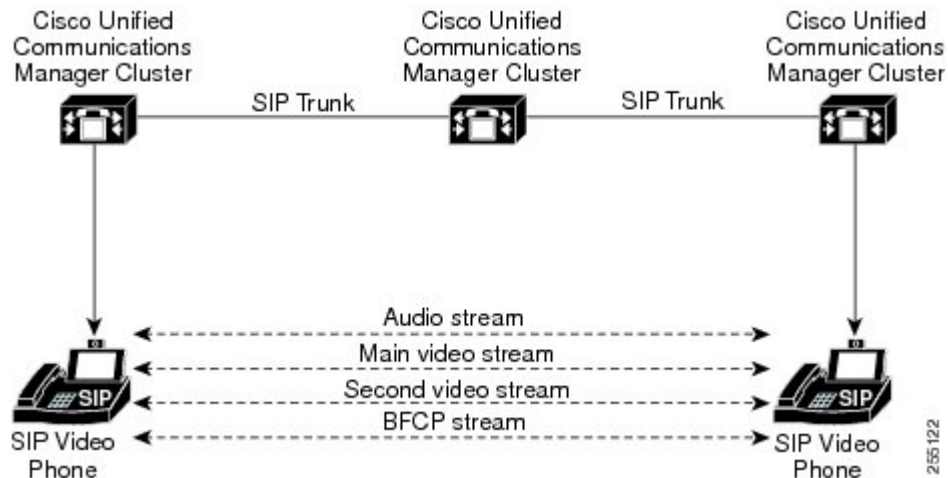 Cisco Unified
Communications
Manager Cluster
Cisco Unified
Communications
Manager Cluster
Cisco Unified
Communications
Manager Cluster
SIP Trunk
SIP Trunk
Audio stream
Main video stream
Second video stream
BFCP stream
SIP
SIP Video
Phone
SIP
SIP Video
Phone
255122